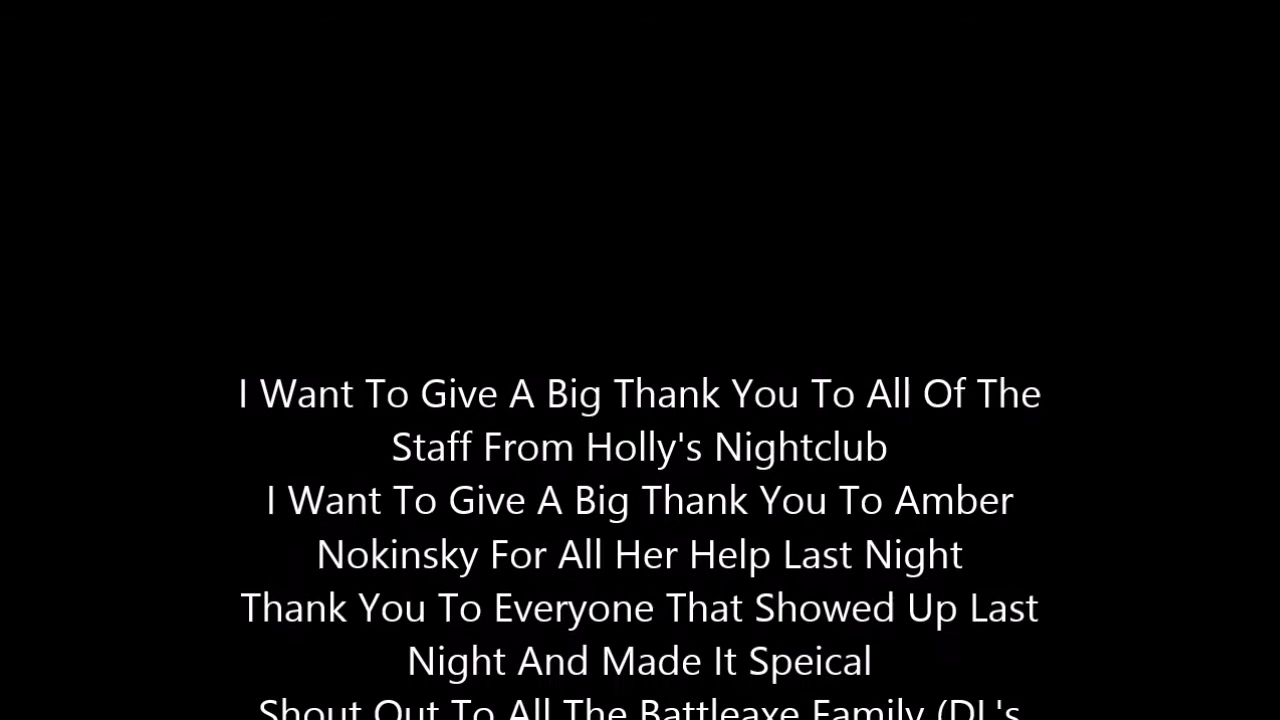 I Want To Give A Big Thank You To All Of The
Staff From Holly's Nightclub
I Want To Give A Big Thank You To Amber
Nokinsky For All Her Help Last Night
Thank You To Everyone That Showed Up Last
Night And Made It Speical
Shout Out To All The Battleaxe Family (DJ's